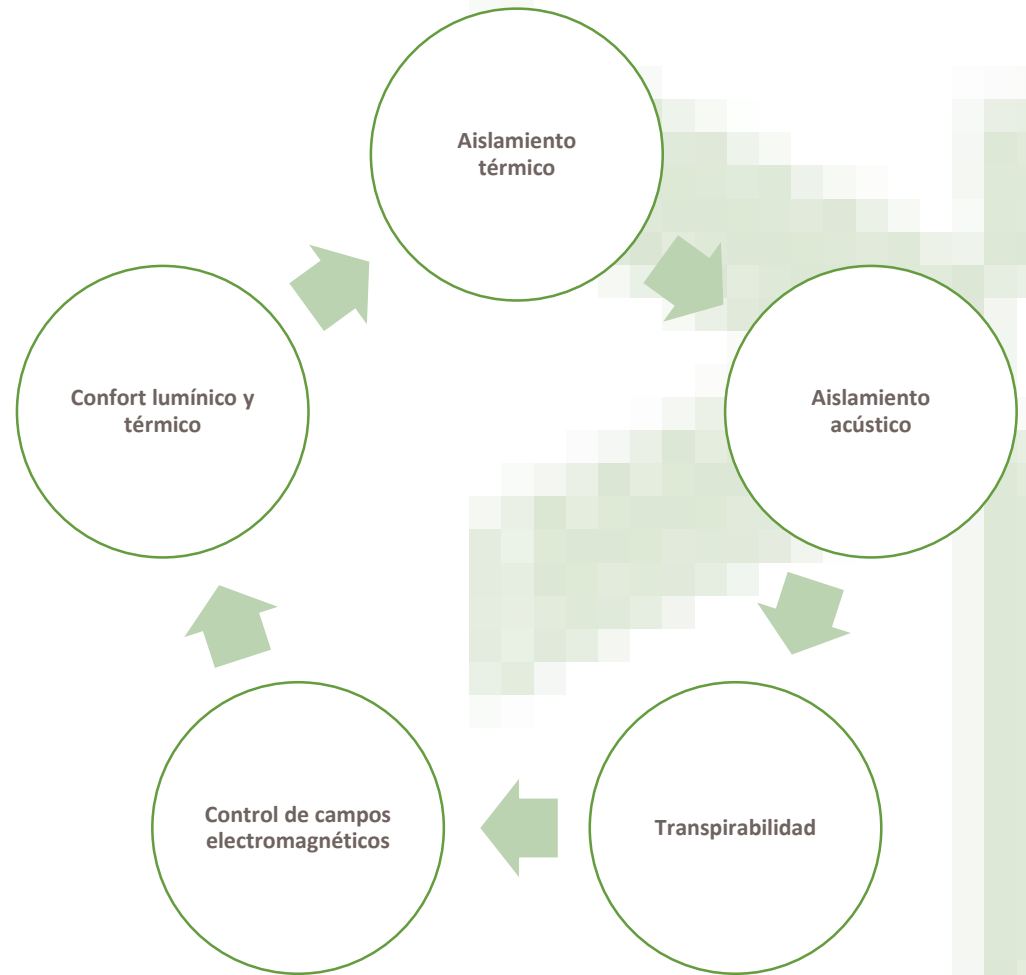 Aislamiento
térmico
Aislamiento
acústico
Transpirabilidad
Control de campos
electromagnéticos
Confort lumínico y
térmico